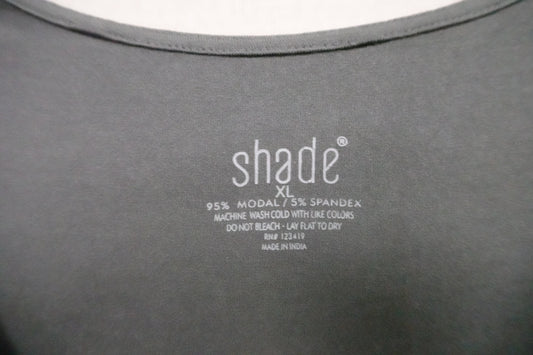 shade®
XL
95% MODAL / 5% SPANDEX
MACHINE WASH COLD WITH LIKE COLORS
DO NOT BLEACH - LAY FLAT TO DRY
RN# 123419
MADE IN INDIA